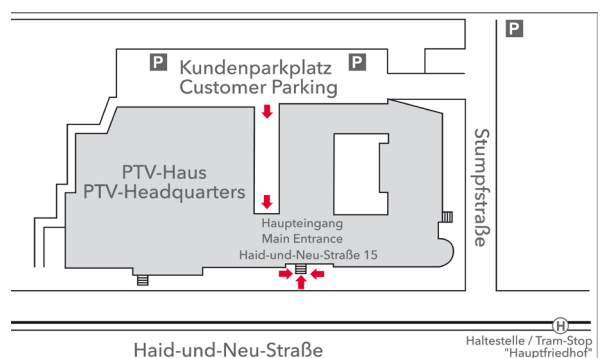 P
P
P
Kundenparkplatz
Customer Parking
PTV-Haus
PTV-Headquarters
Stumpfstraße
Haupteingang
Main Entrance
Haid-und-Neu-Straße 15
H
Haltestelle / Tram-Stop
"Hauptfriedhof"
Haid-und-Neu-Straße